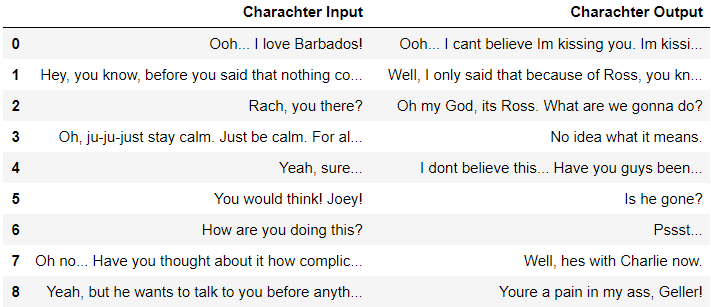 Charachter Input Charachter Output
0 Ooh... I love Barbados! Ooh... I cant believe Im kissing you. Im kissi...
1 Hey, you know, before you said that nothing co... Well, I only said that because of Ross, you kn...
2 Rach, you there? Oh my God, its Ross. What are we gonna do?
3 Oh, ju-ju-just stay calm. Just be calm. For al... No idea what it means.
4 Yeah, sure... I dont believe this... Have you guys been...
5 You would think! Joey! Is he gone?
6 How are you doing this? Pssst...
7 Oh no... Have you thought about it how complic... Well, hes with Charlie now.
8 Yeah, but he wants to talk to you before anyth... Youre a pain in my ass, Geller!